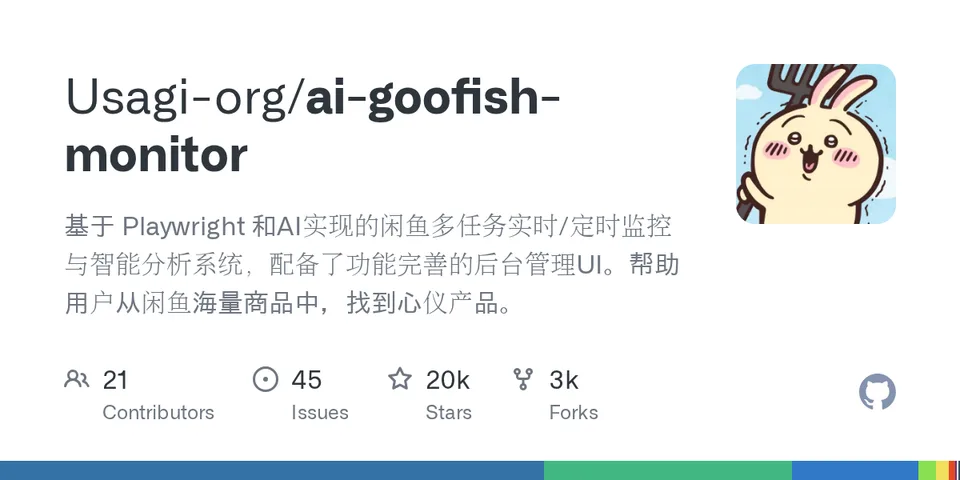 Usagi-org/ai-goofish-
monitor
基于 Playwright 和AI实现的闲鱼多任务实时/定时监控
与智能分析系统，配备了功能完善的后台管理UI。帮助
用户从闲鱼海量商品中，找到心仪产品。
21 45 20k 3k
Contributors Issues Stars Forks